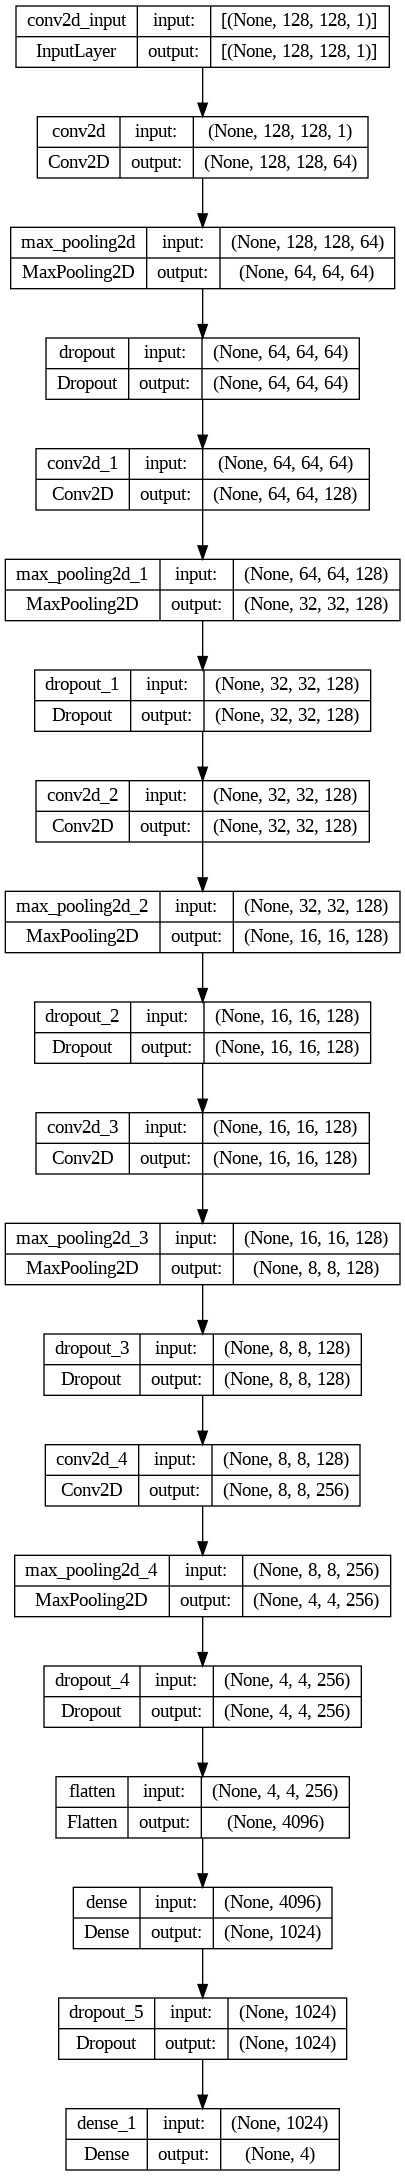 conv2d_input input: [(None, 128, 128, 1)]
InputLayer output: [(None, 128, 128, 1)]
conv2d input: (None, 128, 128, 1)
Conv2D output: (None, 128, 128, 64)
max_pooling2d input: (None, 128, 128, 64)
MaxPooling2D output: (None, 64, 64, 64)
dropout input: (None, 64, 64, 64)
Dropout output: (None, 64, 64, 64)
conv2d_1 input: (None, 64, 64, 64)
Conv2D output: (None, 64, 64, 128)
max_pooling2d_1 input: (None, 64, 64, 128)
MaxPooling2D output: (None, 32, 32, 128)
dropout_1 input: (None, 32, 32, 128)
Dropout output: (None, 32, 32, 128)
conv2d_2 input: (None, 32, 32, 128)
Conv2D output: (None, 32, 32, 128)
max_pooling2d_2 input: (None, 32, 32, 128)
MaxPooling2D output: (None, 16, 16, 128)
dropout_2 input: (None, 16, 16, 128)
Dropout output: (None, 16, 16, 128)
conv2d_3 input: (None, 16, 16, 128)
Conv2D output: (None, 16, 16, 128)
max_pooling2d_3 input: (None, 16, 16, 128)
MaxPooling2D output: (None, 8, 8, 128)
dropout_3 input: (None, 8, 8, 128)
Dropout output: (None, 8, 8, 128)
conv2d_4 input: (None, 8, 8, 128)
Conv2D output: (None, 8, 8, 256)
max_pooling2d_4 input: (None, 8, 8, 256)
MaxPooling2D output: (None, 4, 4, 256)
dropout_4 input: (None, 4, 4, 256)
Dropout output: (None, 4, 4, 256)
flatten input: (None, 4, 4, 256)
Flatten output: (None, 4096)
dense input: (None, 4096)
Dense output: (None, 1024)
dropout_5 input: (None, 1024)
Dropout output: (None, 1024)
dense_1 input: (None, 1024)
Dense output: (None, 4)